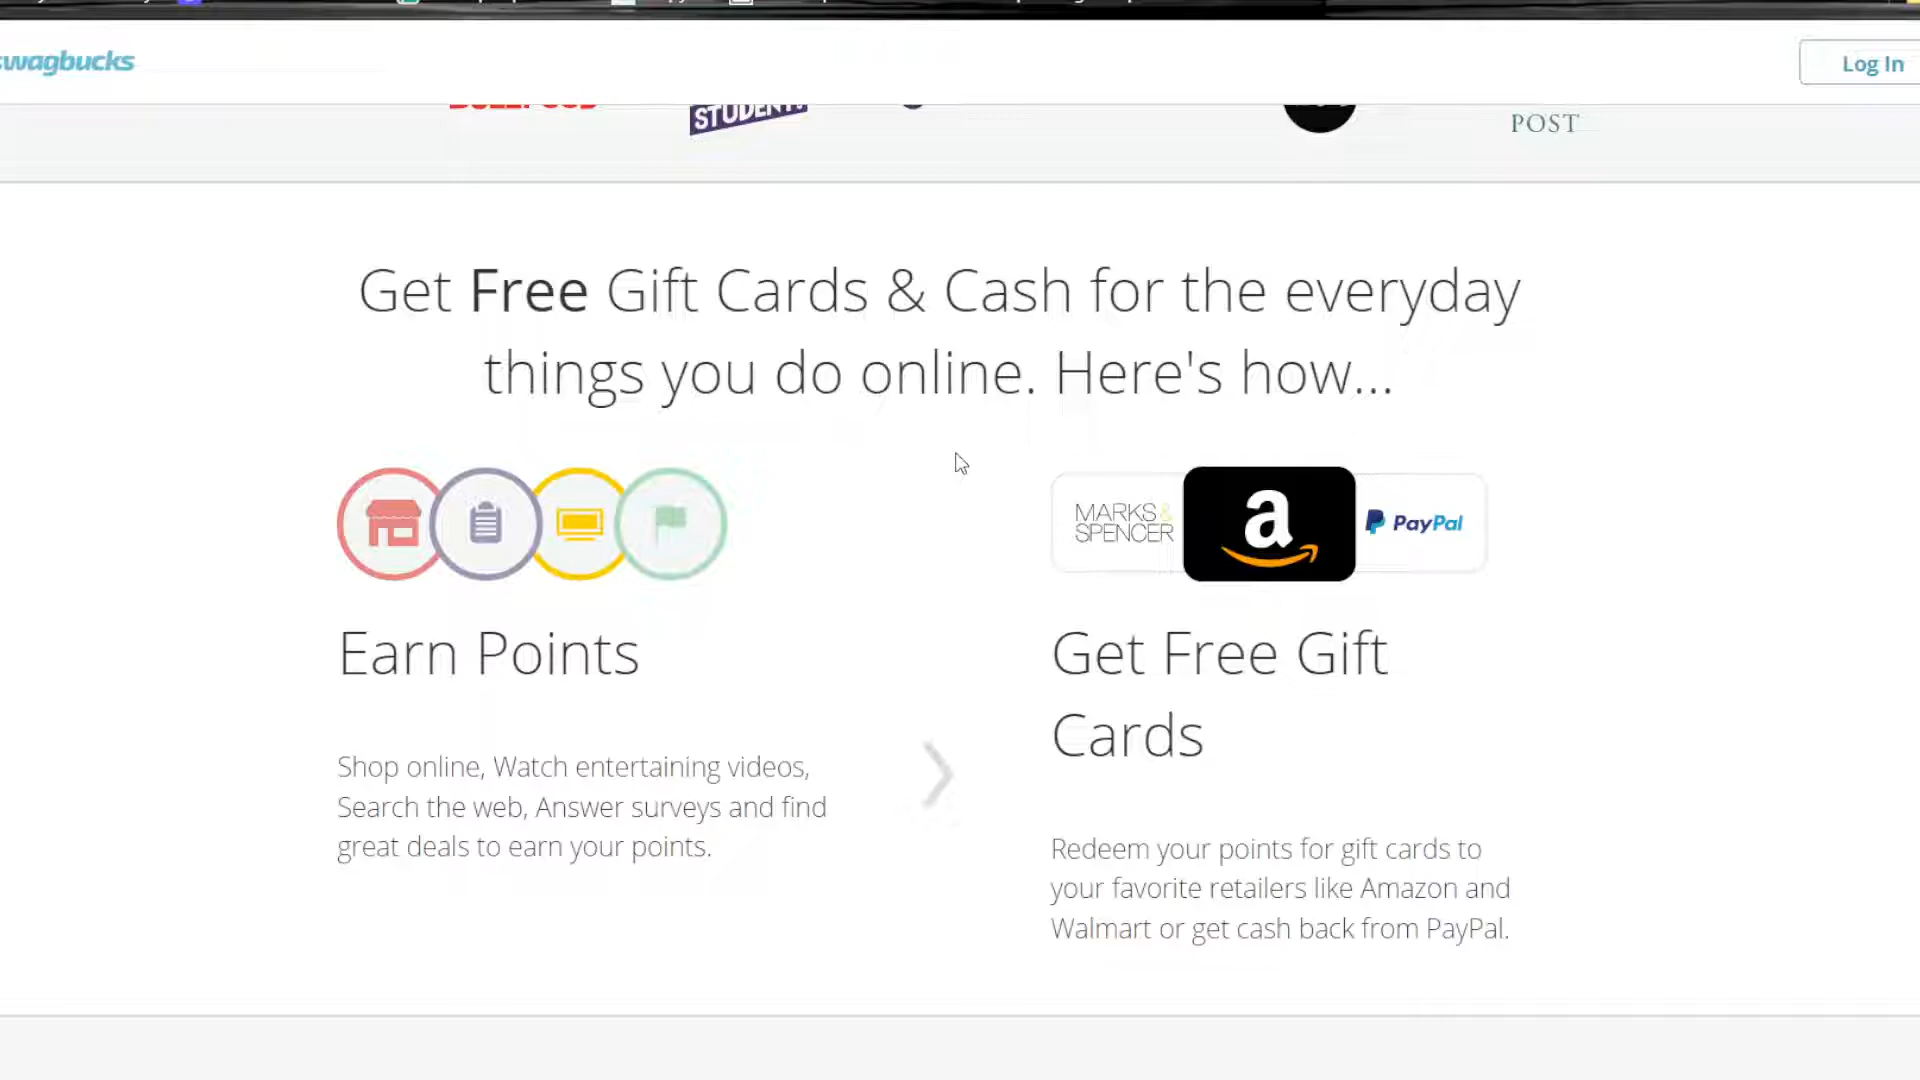 swagbucks
Log In
STUDENT
POST
Get Free Gift Cards & Cash for the everyday
things you do online. Here's how...
MARKS&
SPENCER
a
PayPal
Earn Points
Get Free Gift
Cards
Shop online, Watch entertaining videos,
Search the web, Answer surveys and find
great deals to earn your points.
Redeem your points for gift cards to
your favorite retailers like Amazon and
Walmart or get cash back from PayPal.